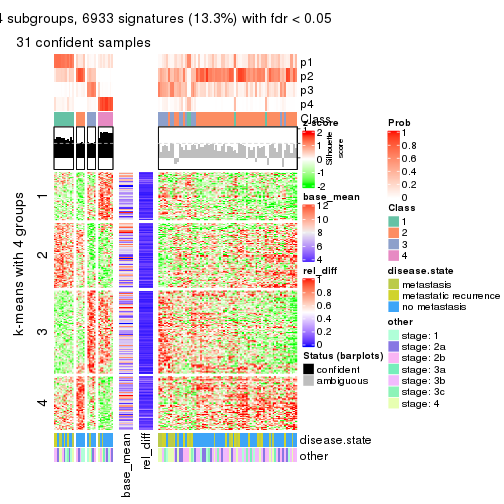 4 subgroups, 6933 signatures (13.3%) with fdr < 0.05
31 confident samples
p1
p2
p3
p4
Class
Silhouette
score
k-means with 4 groups
1
2
3
4
base_mean
rel_diff
disease.state
other
z-score
2
1
0
-1
-2
base_mean
12
10
8
6
4
rel_diff
1
0.8
0.6
0.4
0.2
0
Status (barplots)
confident
ambiguous
Prob
1
0.8
0.6
0.4
0.2
0
Class
1
2
3
4
disease.state
metastasis
metastatic recurrence
no metastasis
other
stage: 1
stage: 2a
stage: 2b
stage: 3a
stage: 3b
stage: 3c
stage: 4